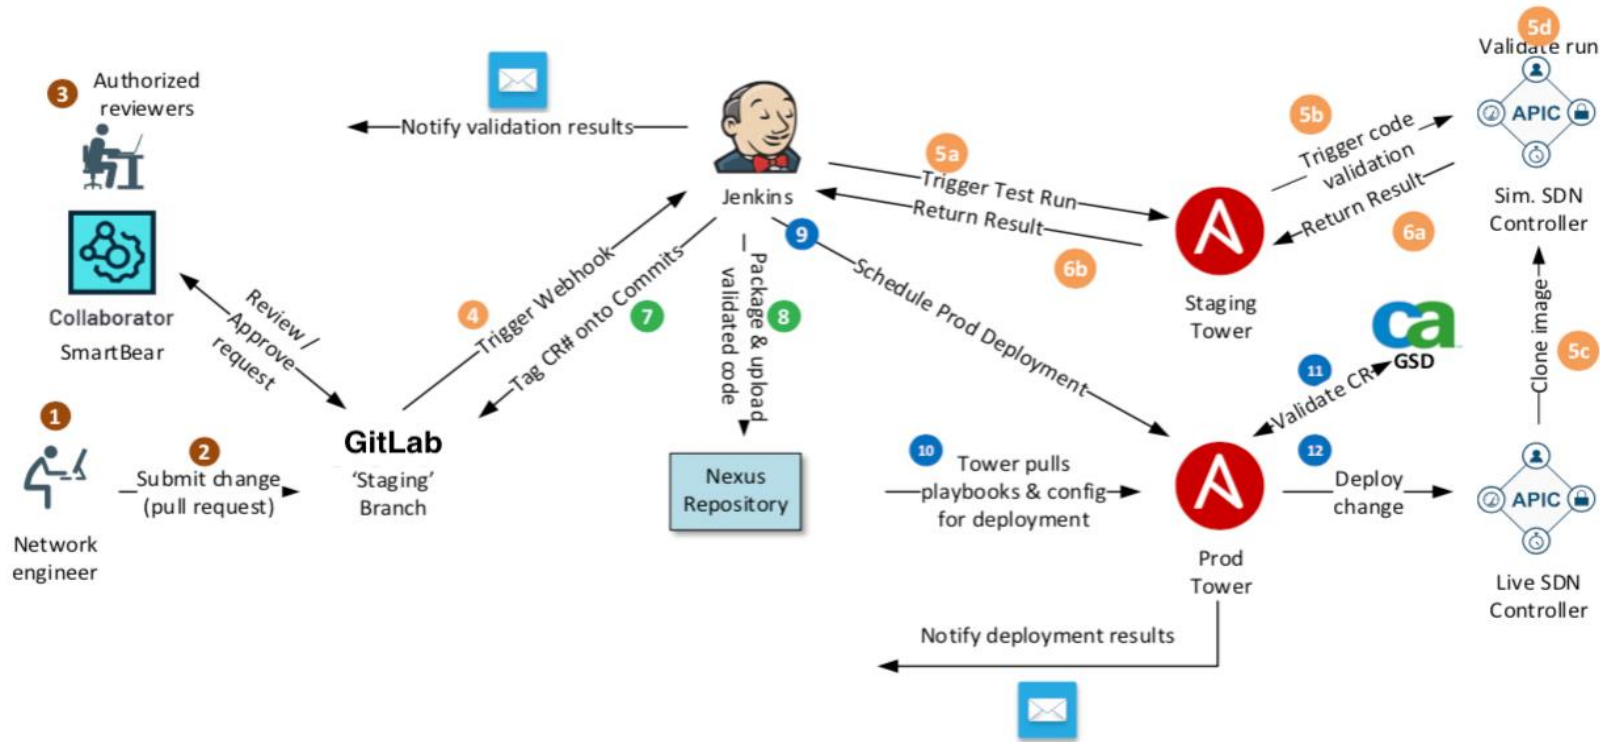 5d
Validate run
APIC
Sim. SDN
Controller
3
Authorized
reviewers
Notify validation results
Jenkins
5a
Trigger Test Run
Return Result
6b
5b
Trigger code
validation
Return Result
6a
Staging
Tower
Collaborator
SmartBear
Review/
Approve
request
4
Trigger Webhook
7
Tag CR# onto Commits
8
Package & upload
validated code
9
Schedule Prod Deployment
ca
GSD
11
Validate CR
5c
Clone image
1
Network
engineer
2
Submit change
(pull request)
GitLab
'Staging'
Branch
Nexus
Repository
10
Tower pulls
playbooks & config
for deployment
Prod
Tower
12
Deploy
change
APIC
Live SDN
Controller
Notify deployment results